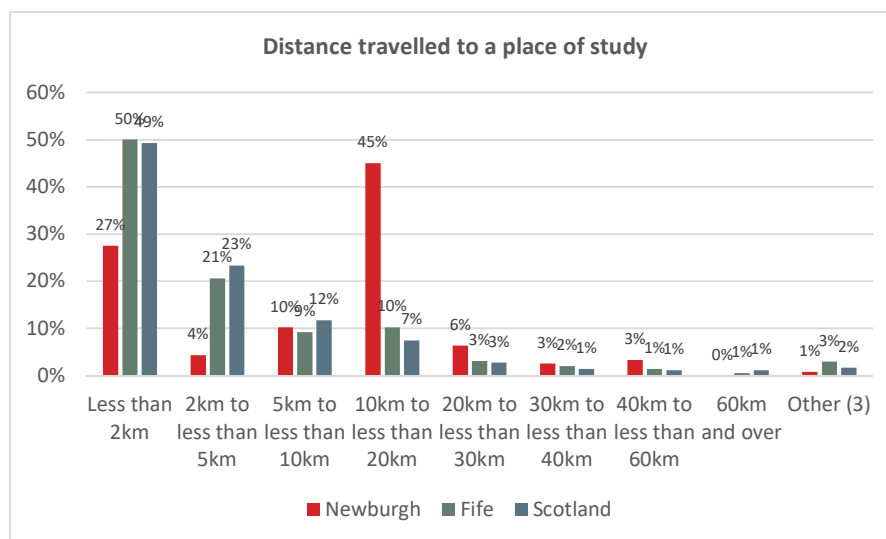 Distance travelled to a place of study
60%
50%
40%
30%
20%
10%
0%
27%
50%
49%
4%
21%
23%
10%
9%
12%
45%
10%
7%
6%
3%
3%
3%
2%
1%
3%
1%
1%
0%
1%
1%
1%
3%
2%
Less than
2km
2km to
less than
5km
5km to
less than
10km
10km to
less than
20km
20km to
less than
30km
30km to
less than
40km
40km to
less than
60km
60km
and over
Other (3)
Newburgh Fife Scotland